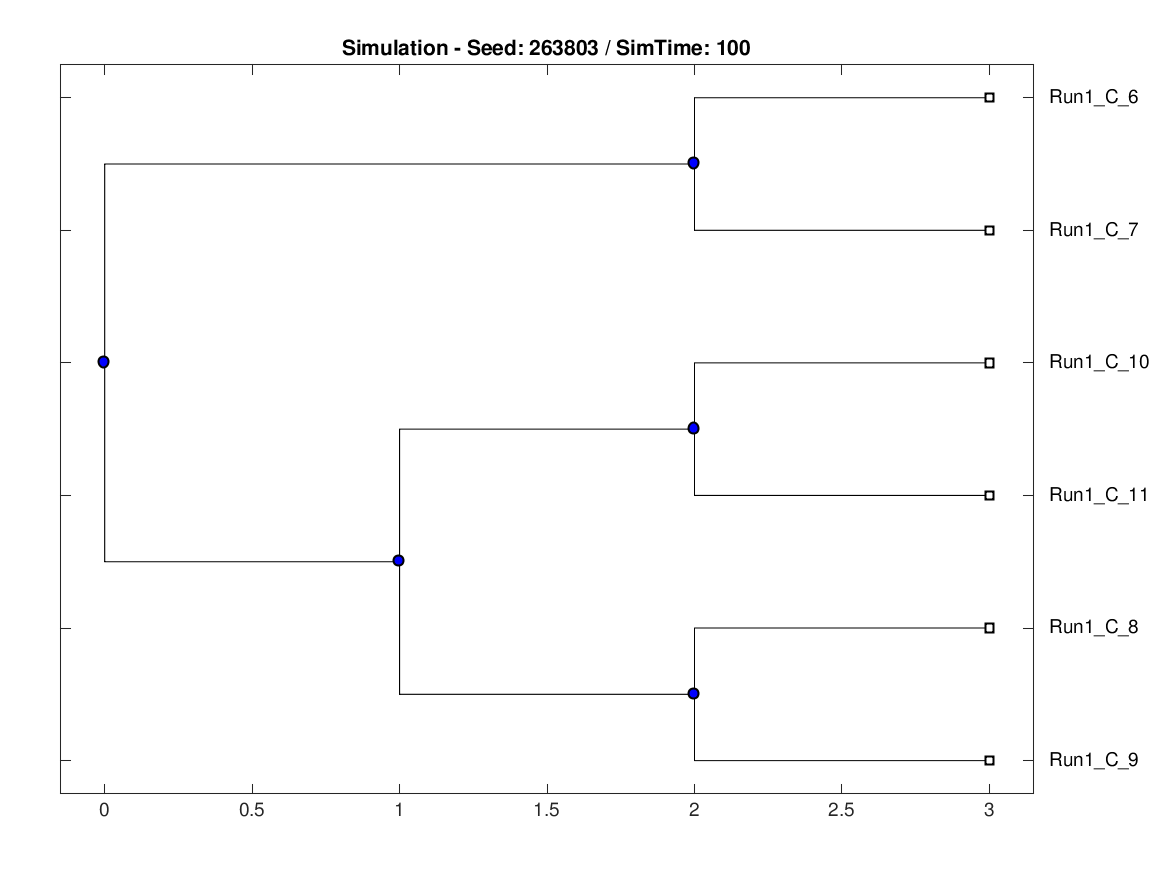 Simulation - Seed: 263803 / SimTime: 100
Run1_C_6
Run1_C_7
Run1_C_10
Run1_C_11
Run1_C_8
Run1_C_9
0 0.5 1 1.5 2 2.5 3